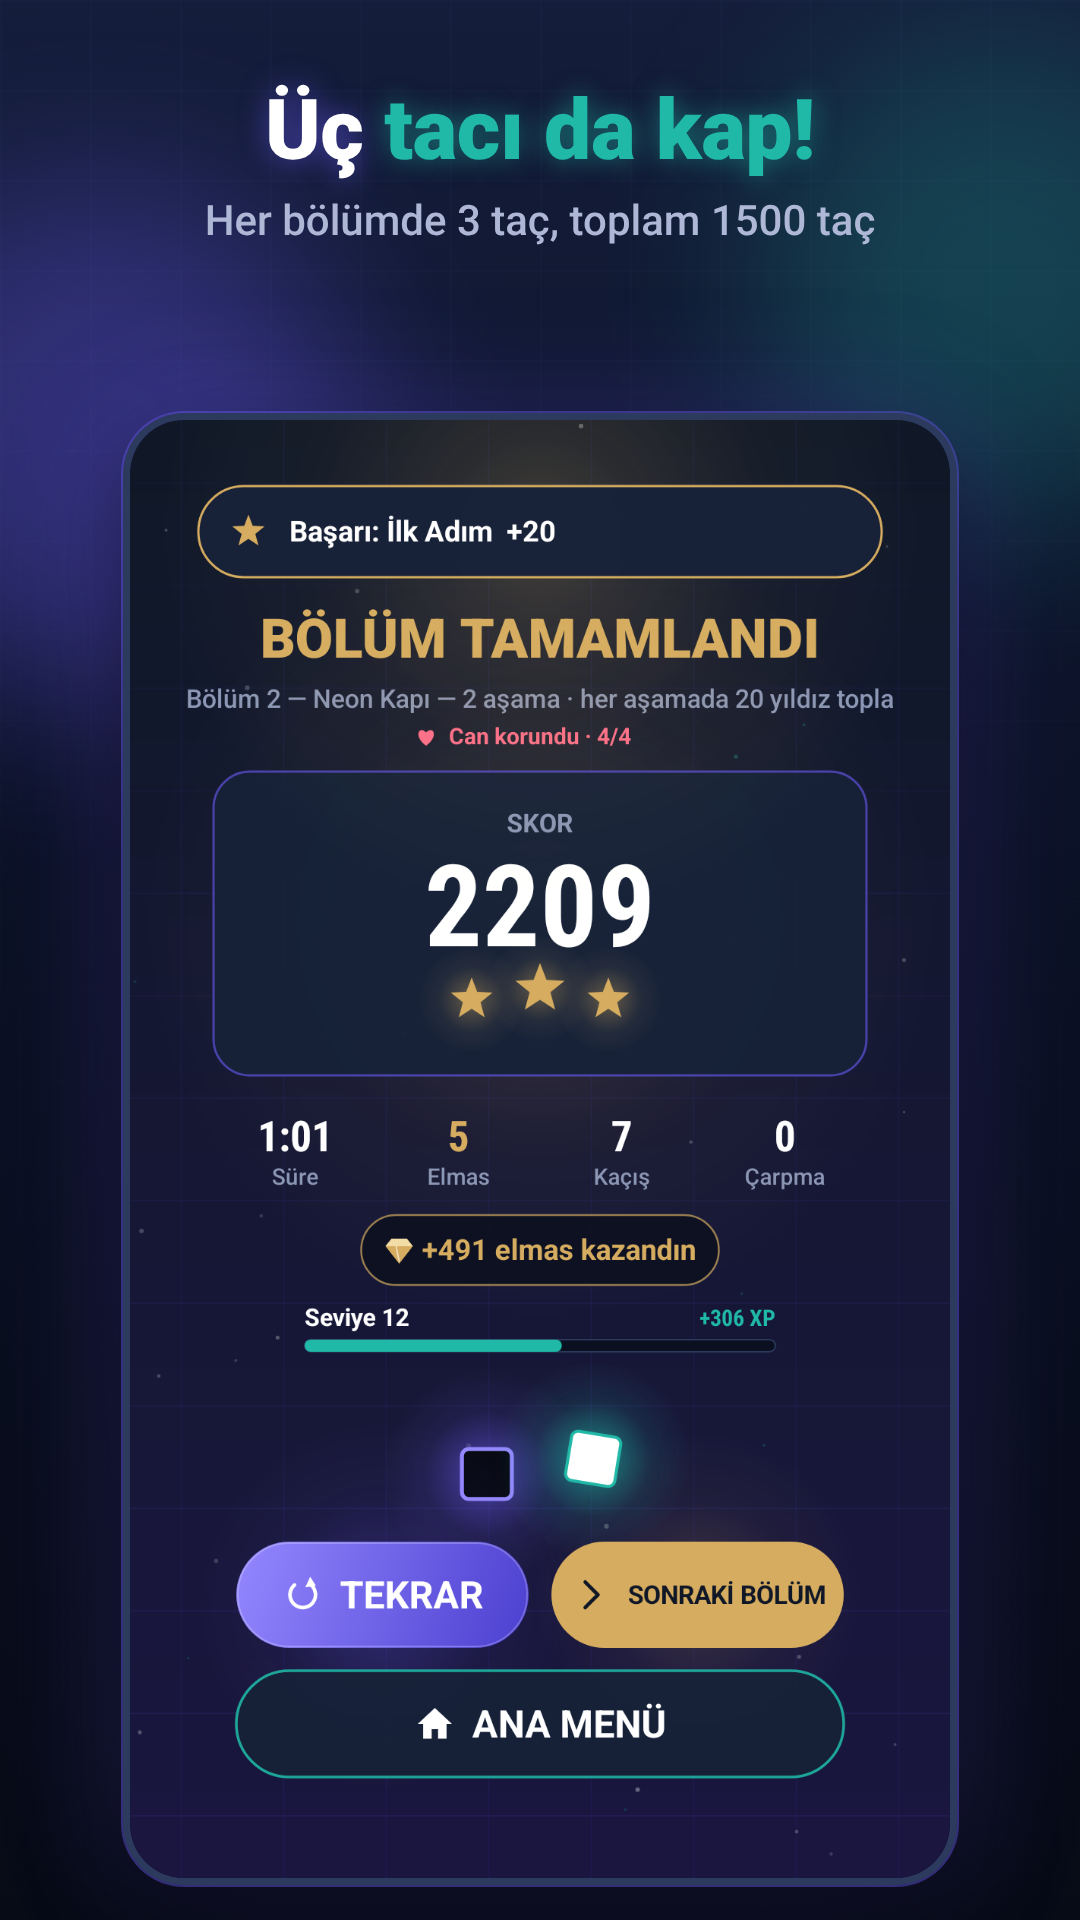 Üç tacı da kap!
Her bölümde 3 taç, toplam 1500 taç
Başarı: İlk Adım +20
BÖLÜM TAMAMLANDI
Bölüm 2 — Neon Kapı — 2 aşama · her aşamada 20 yıldız topla
Can korundu · 4/4
SKOR
2209
1:01 5 7 0
Süre Elmas Kaçış Çarpma
+491 elmas kazandın
Seviye 12 +306 XP
TEKRAR SONRAKİ BÖLÜM
ANA MENÜ